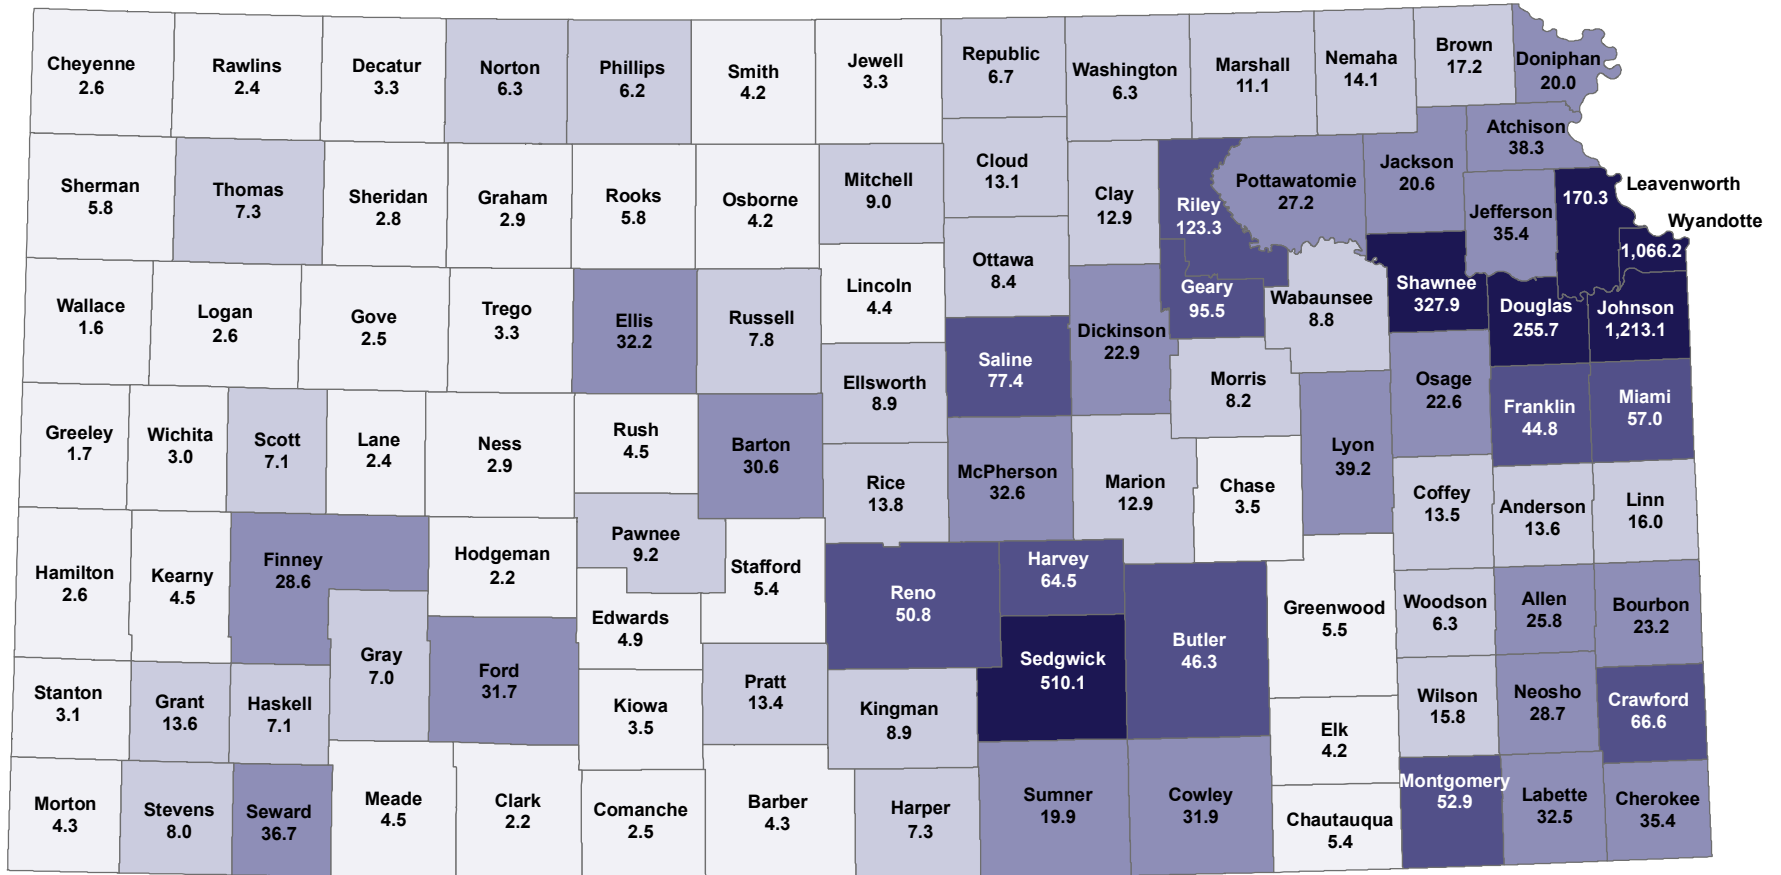 Cheyenne
2.6
Rawlins
2.4
Decatur
3.3
Norton
6.3
Phillips
6.2
Smith
4.2
Jewell
3.3
Republic
6.7
Washington
6.3
Marshall
11.1
Nemaha
14.1
Brown
17.2
Doniphan
20.0
Sherman
5.8
Thomas
7.3
Sheridan
2.8
Graham
2.9
Rooks
5.8
Osborne
4.2
Mitchell
9.0
Cloud
13.1
Clay
12.9
Riley
123.3
Pottawatomie
27.2
Jackson
20.6
Atchison
38.3
Jefferson
35.4
Leavenworth
170.3
Wyandotte
1,066.2
Wallace
1.6
Logan
2.6
Gove
2.5
Trego
3.3
Ellis
32.2
Russell
7.8
Lincoln
4.4
Ottawa
8.4
Saline
77.4
Dickinson
22.9
Geary
95.5
Wabaunsee
8.8
Shawnee
327.9
Douglas
255.7
Johnson
1,213.1
Greeley
1.7
Wichita
3.0
Scott
7.1
Lane
2.4
Ness
2.9
Rush
4.5
Barton
30.6
Ellsworth
8.9
Rice
13.8
McPherson
32.6
Marion
12.9
Morris
8.2
Chase
3.5
Lyon
39.2
Osage
22.6
Franklin
44.8
Miami
57.0
Coffey
13.5
Anderson
13.6
Linn
16.0
Hamilton
2.6
Kearny
4.5
Finney
28.6
Hodgeman
2.2
Pawnee
9.2
Stafford
5.4
Edwards
4.9
Reno
50.8
Harvey
64.5
Butler
46.3
Greenwood
5.5
Woodson
6.3
Allen
25.8
Bourbon
23.2
Stanton
3.1
Grant
13.6
Haskell
7.1
Gray
7.0
Ford
31.7
Kiowa
3.5
Pratt
13.4
Kingman
8.9
Sedgwick
510.1
Elk
4.2
Wilson
15.8
Neosho
28.7
Crawford
66.6
Morton
4.3
Stevens
8.0
Seward
36.7
Meade
4.5
Clark
2.2
Comanche
2.5
Barber
4.3
Harper
7.3
Sumner
19.9
Cowley
31.9
Chautauqua
5.4
Montgomery
52.9
Labette
32.5
Cherokee
35.4